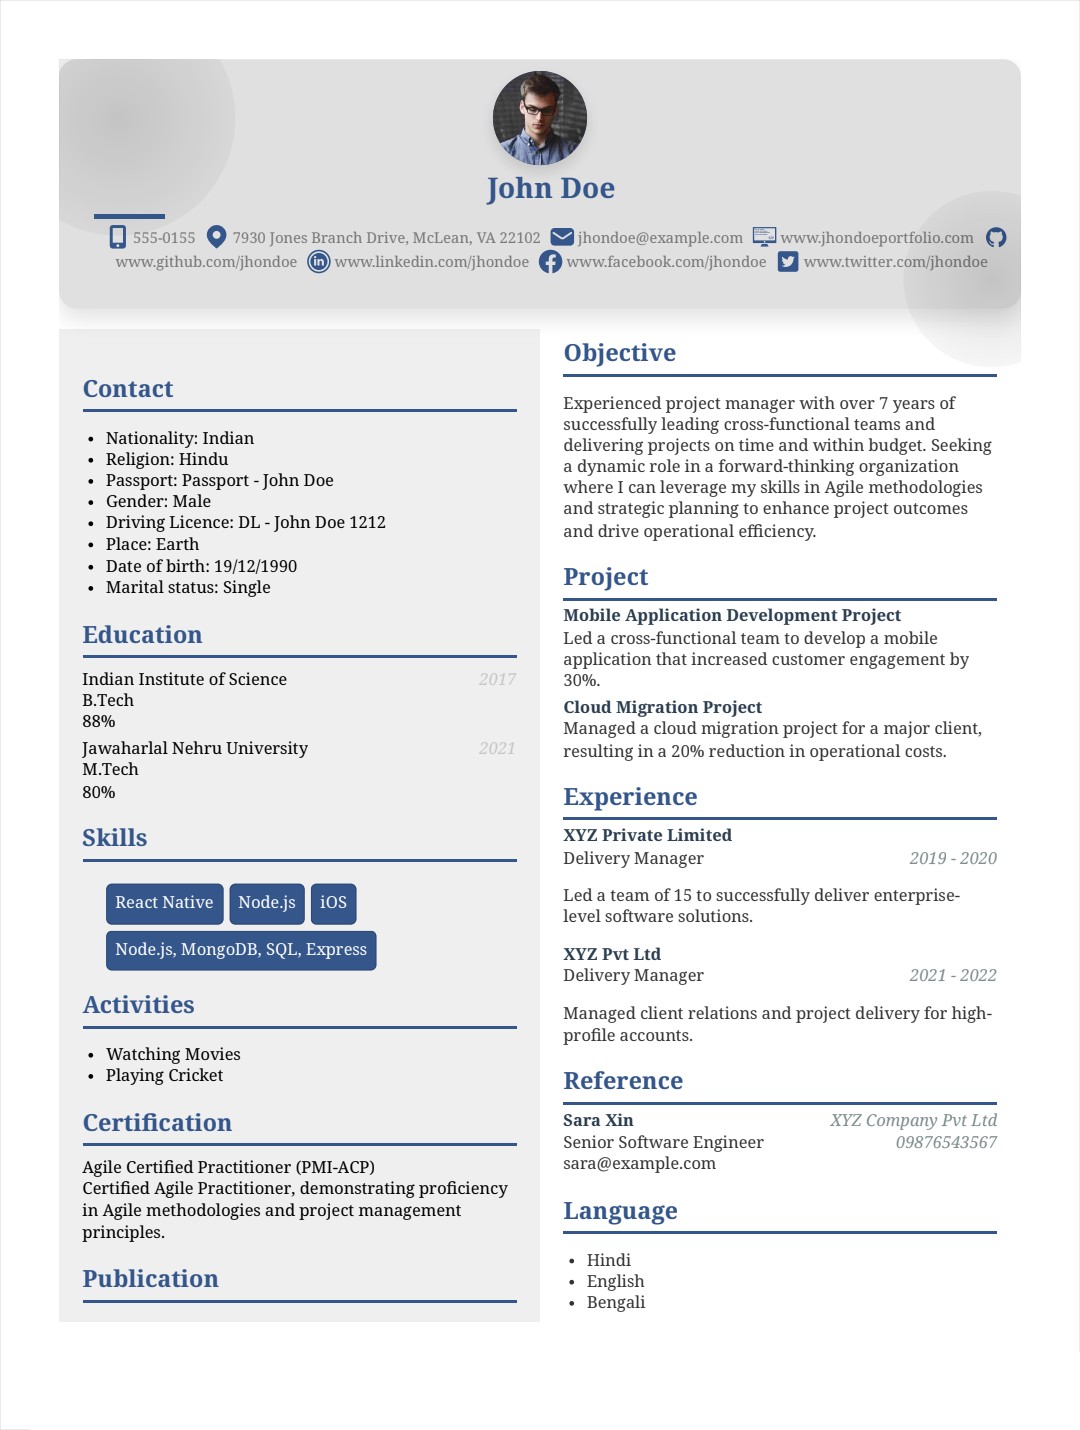 John Doe
555-0155 7930 Jones Branch Drive, McLean, VA 22102 jhondoe@example.com www.jhondoeportfolio.com
www.github.com/jhondoe www.linkedin.com/jhondoe www.facebook.com/jhondoe www.twitter.com/jhondoe
Contact
• Nationality: Indian
• Religion: Hindu
• Passport: Passport - John Doe
• Gender: Male
• Driving Licence: DL - John Doe 1212
• Place: Earth
• Date of birth: 19/12/1990
• Marital status: Single
Education
Indian Institute of Science 2017
B.Tech
88%
Jawaharlal Nehru University 2021
M.Tech
80%
Skills
React Native Node.js iOS
Node.js, MongoDB, SQL, Express
Activities
• Watching Movies
• Playing Cricket
Certification
Agile Certified Practitioner (PMI-ACP)
Certified Agile Practitioner, demonstrating proficiency
in Agile methodologies and project management
principles.
Publication
Objective
Experienced project manager with over 7 years of
successfully leading cross-functional teams and
delivering projects on time and within budget. Seeking
a dynamic role in a forward-thinking organization
where I can leverage my skills in Agile methodologies
and strategic planning to enhance project outcomes
and drive operational efficiency.
Project
Mobile Application Development Project
Led a cross-functional team to develop a mobile
application that increased customer engagement by
30%.
Cloud Migration Project
Managed a cloud migration project for a major client,
resulting in a 20% reduction in operational costs.
Experience
XYZ Private Limited
Delivery Manager 2019 - 2020
Led a team of 15 to successfully deliver enterprise-
level software solutions.
XYZ Pvt Ltd
Delivery Manager 2021 - 2022
Managed client relations and project delivery for high-
profile accounts.
Reference
Sara Xin XYZ Company Pvt Ltd
Senior Software Engineer 09876543567
sara@example.com
Language
• Hindi
• English
• Bengali